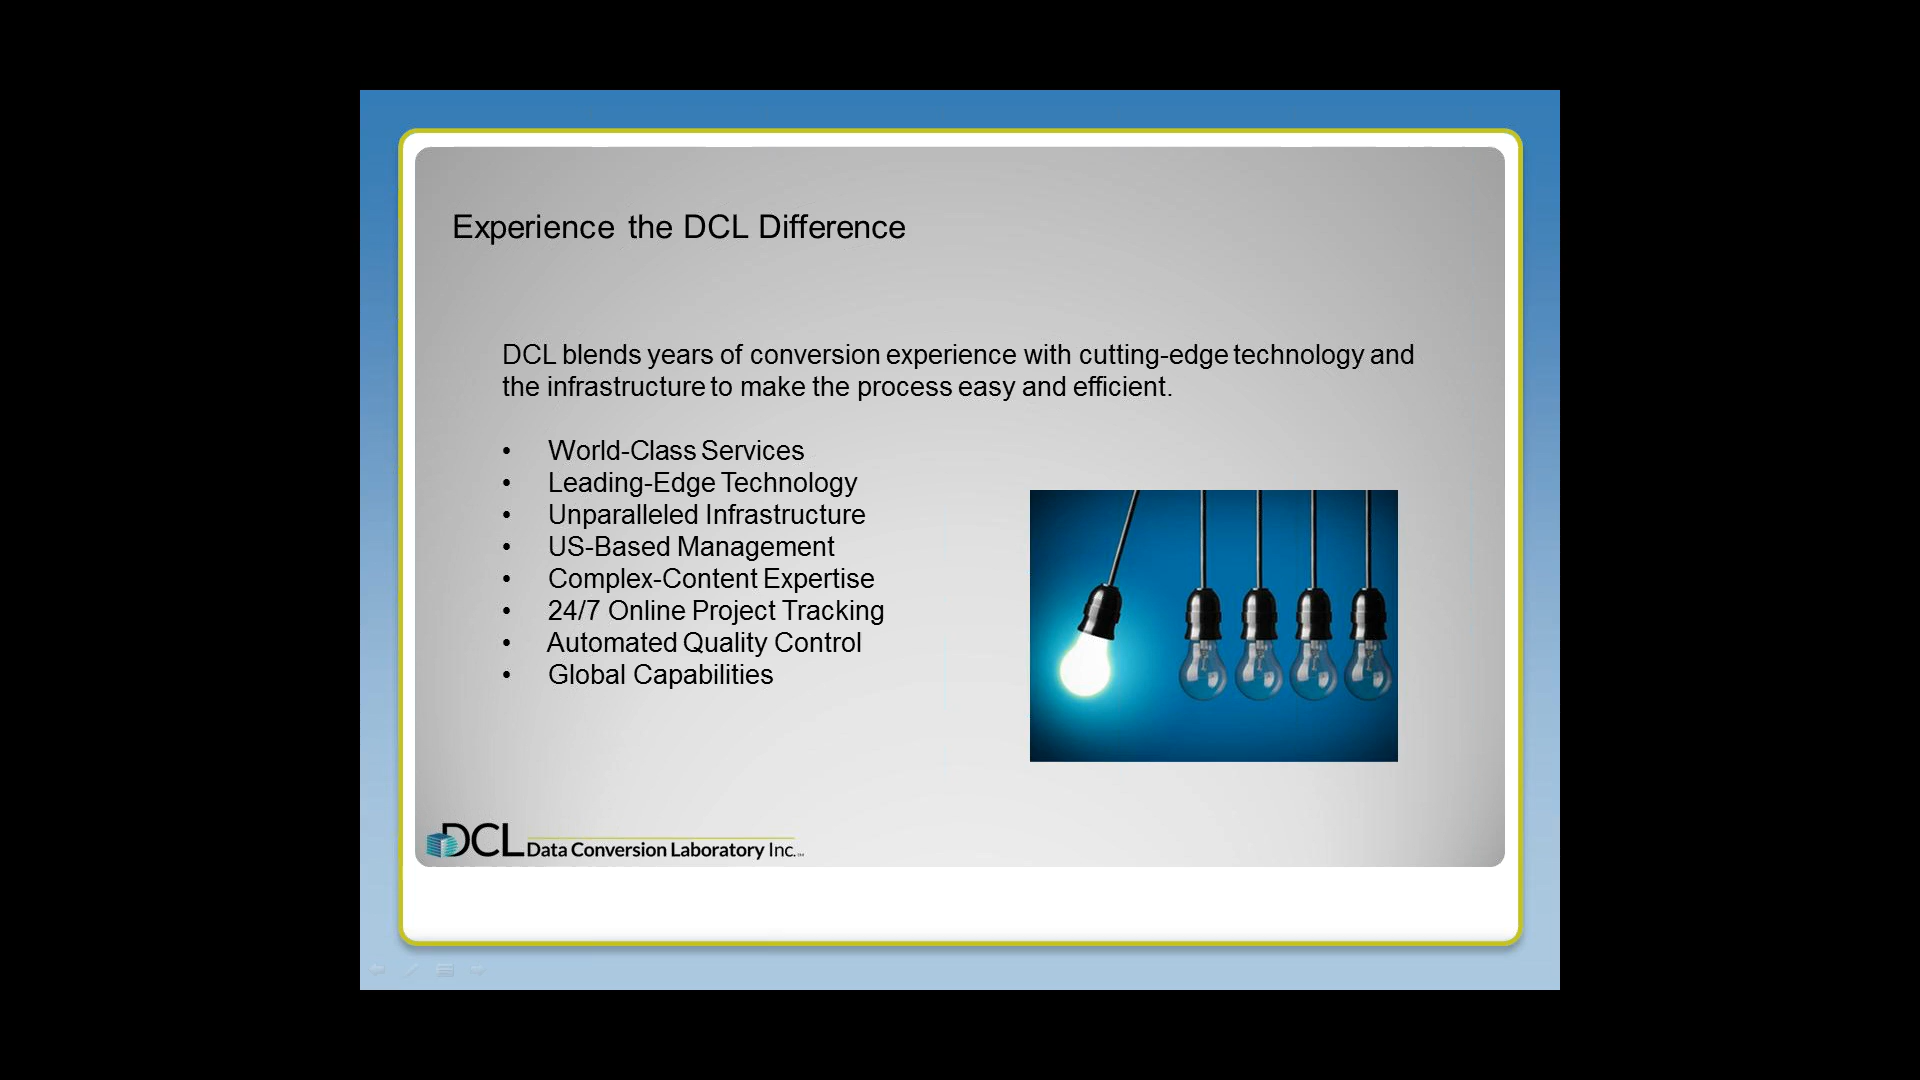 Experience the DCL Difference
DCL blends years of conversion experience with cutting-edge technology and
the infrastructure to make the process easy and efficient.
• World-Class Services
• Leading-Edge Technology
• Unparalleled Infrastructure
• US-Based Management
• Complex-Content Expertise
• 24/7 Online Project Tracking
• Automated Quality Control
• Global Capabilities
DCL Data Conversion Laboratory Inc.™